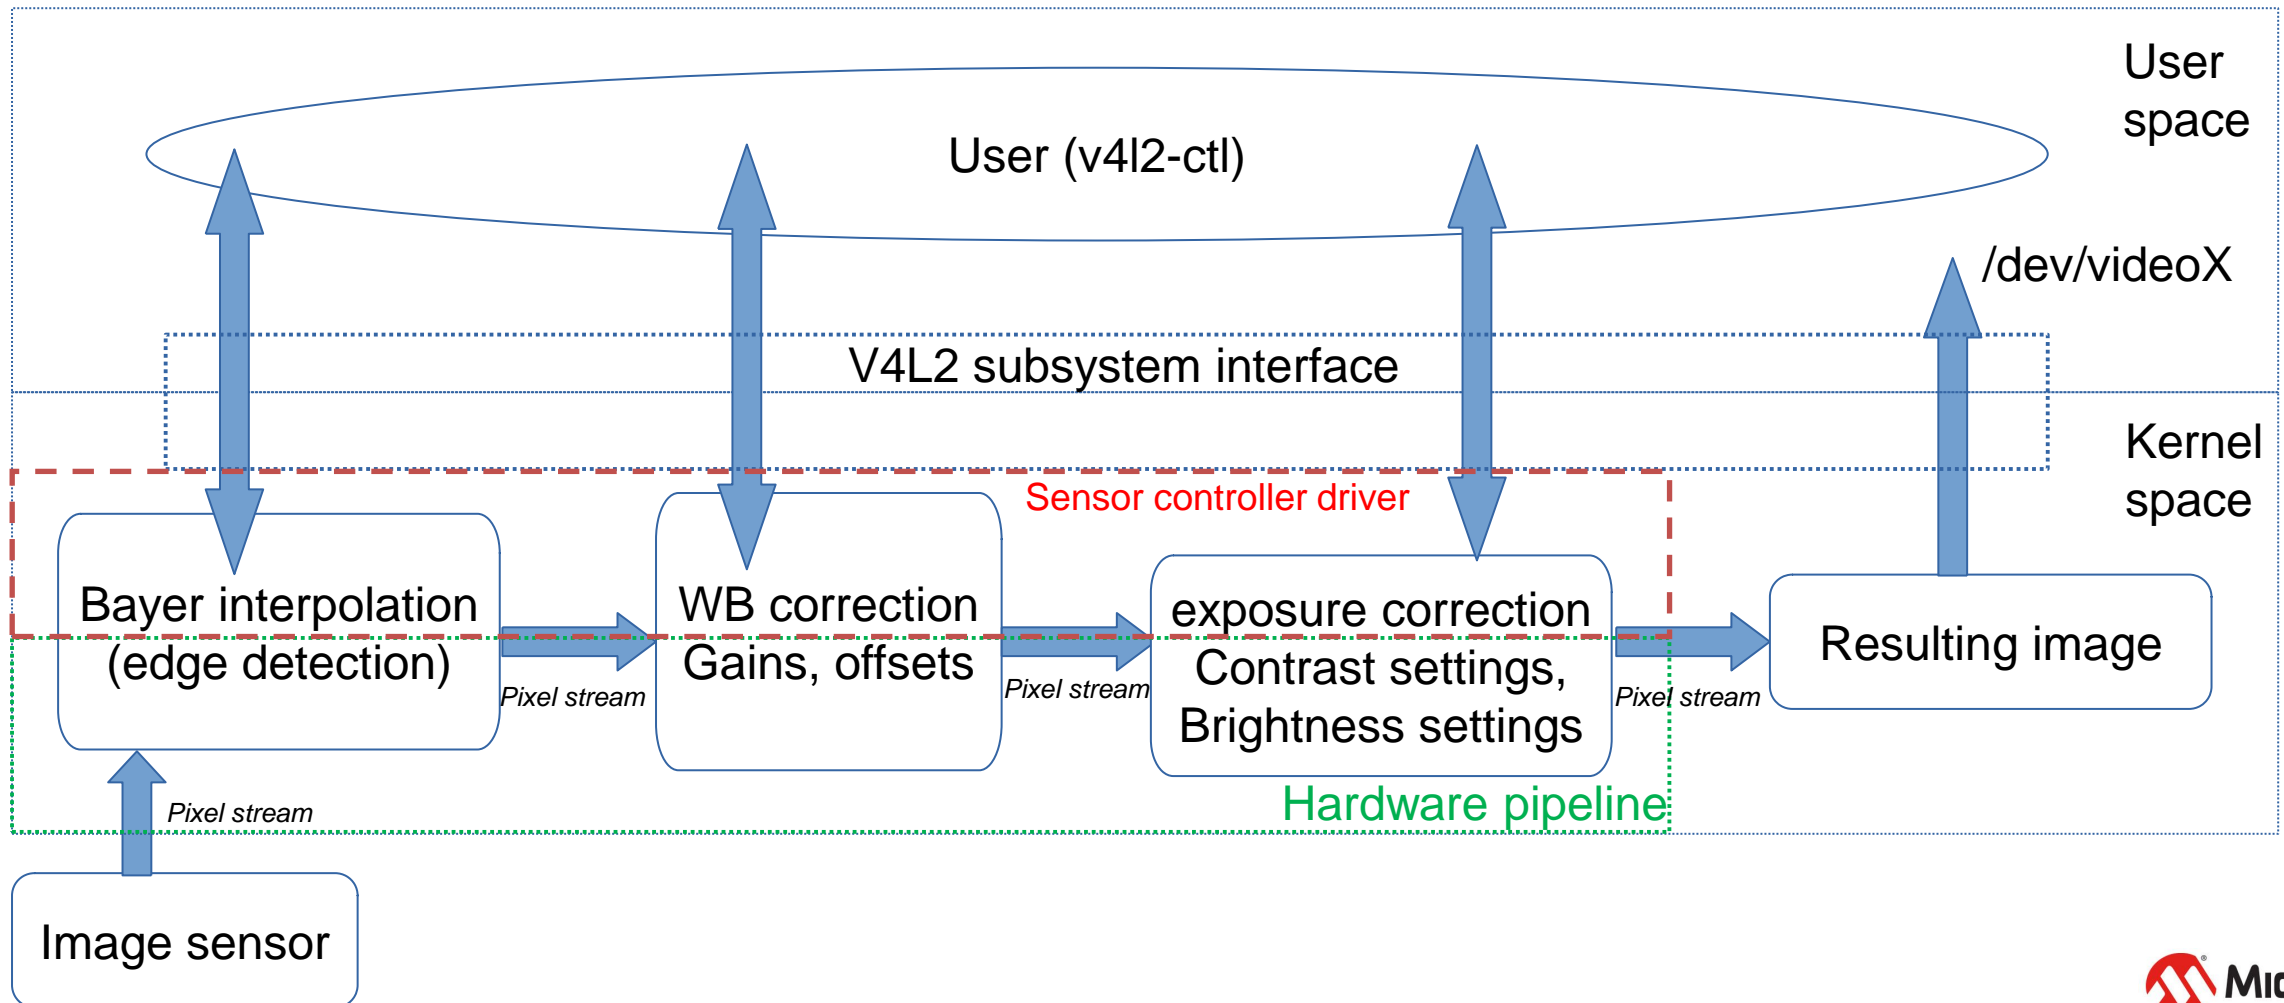 User
space
User (v4l2-ctl)
/dev/videoX
V4L2 subsystem interface
Kernel
space
Sensor controller driver
Bayer interpolation
(edge detection)
Pixel stream
WB correction
Gains, offsets
Pixel stream
exposure correction
Contrast settings,
Brightness settings
Pixel stream
Resulting image
Hardware pipeline
Pixel stream
Image sensor